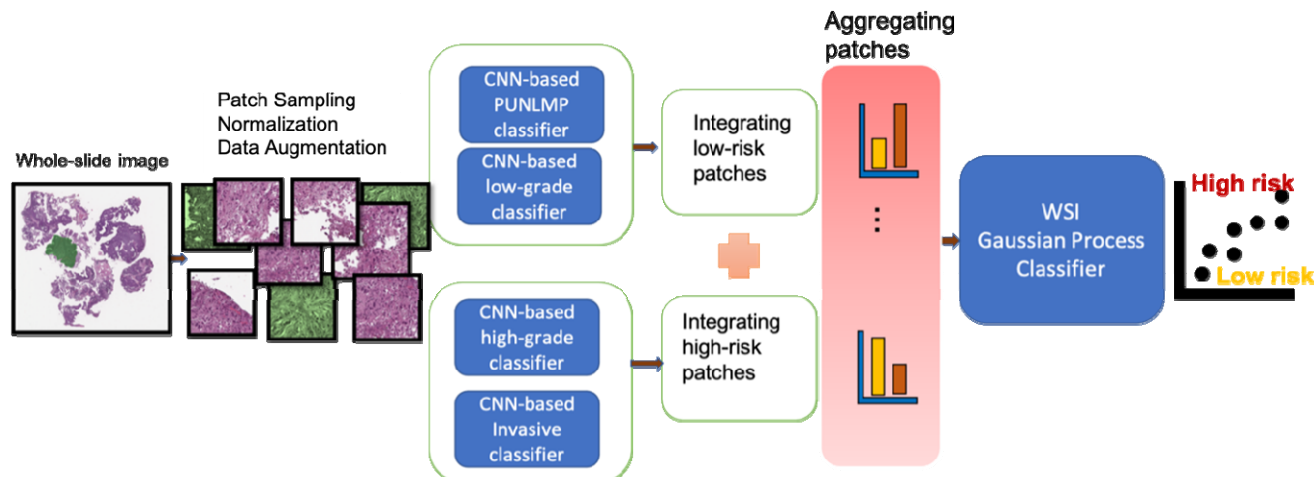 Whole-slide image
Patch Sampling
Normalization
Data Augmentation
CNN-based
PUNLMP
classifier
CNN-based
low-grade
classifier
CNN-based
high-grade
classifier
CNN-based
Invasive
classifier
Integrating
low-risk
patches
Integrating
high-risk
patches
Aggregating
patches
...
WSI
Gaussian Process
Classifier
High risk
Low risk